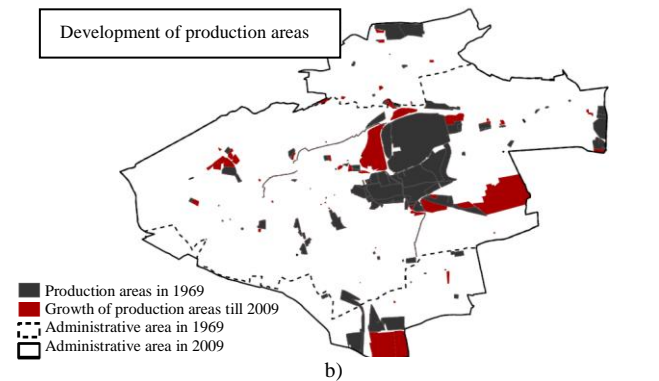 Development of production areas
Production areas in 1969
Growth of production areas till 2009
Administrative area in 1969
Administrative area in 2009
b)